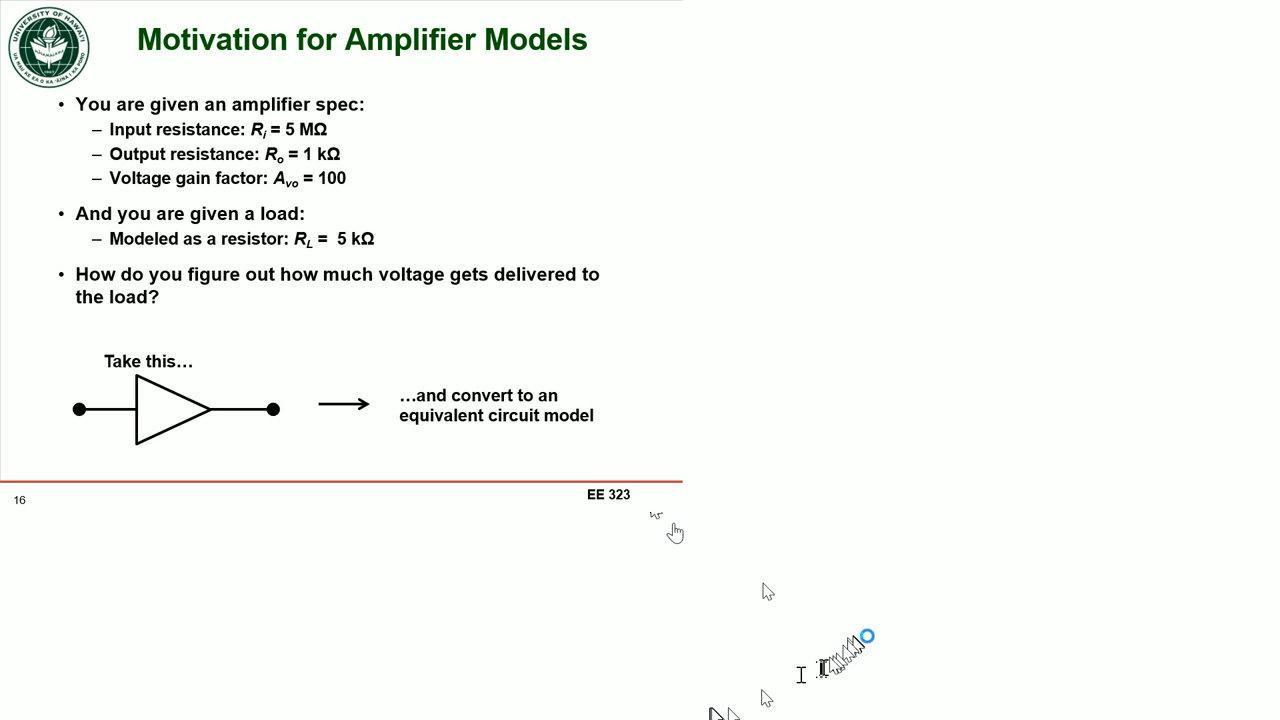 UNIVERSITY OF HAWAI'I
Motivation for Amplifier Models
• You are given an amplifier spec:
– Input resistance: Ri = 5 MΩ
– Output resistance: Ro = 1 kΩ
– Voltage gain factor: Avo = 100
• And you are given a load:
– Modeled as a resistor: RL = 5 kΩ
• How do you figure out how much voltage gets delivered to
the load?
Take this…
…and convert to an
equivalent circuit model
16
EE 323